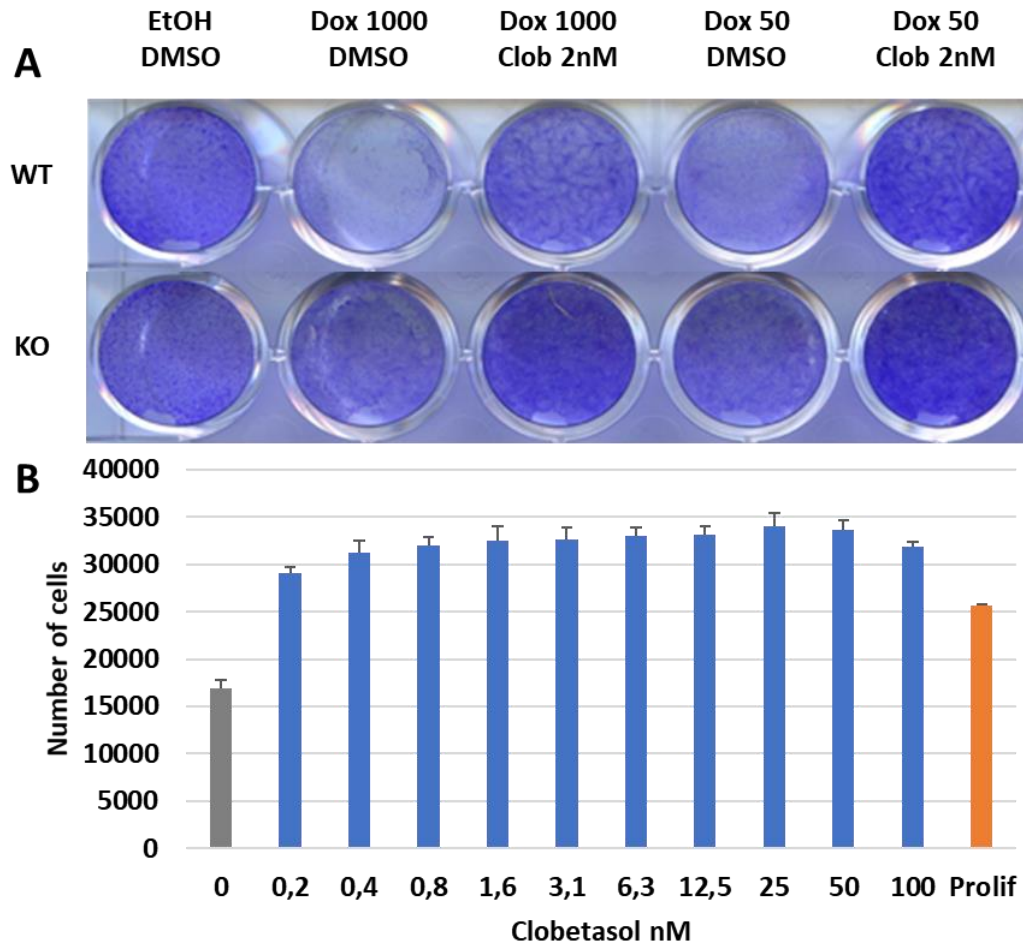 A
EtOH DMSO
Dox 1000 DMSO
Dox 1000 Clob 2nM
Dox 50 DMSO
Dox 50 Clob 2nM
WT
KO
B
Number of cells
40000
35000
30000
25000
20000
15000
10000
5000
0
0 0,2 0,4 0,8 1,6 3,1 6,3 12,5 25 50 100 Prolif
Clobetasol nM